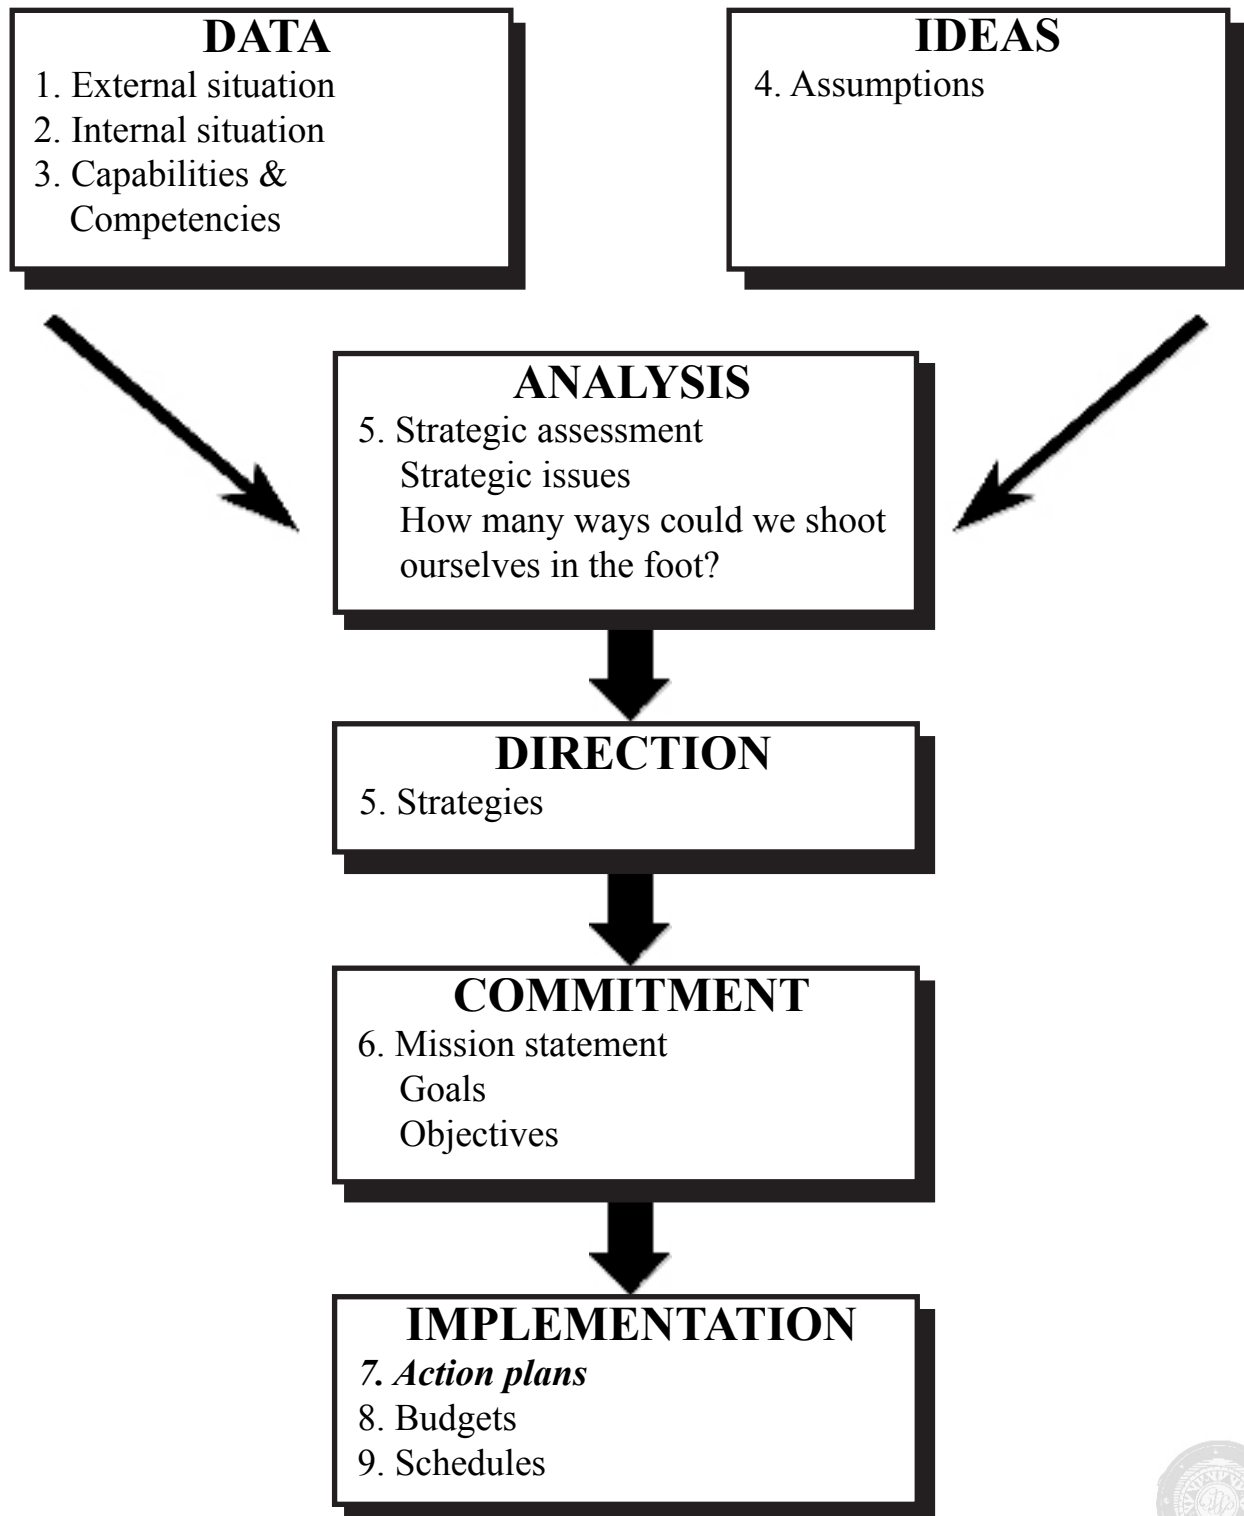 DATA
1. External situation
2. Internal situation
3. Capabilities &
Competencies
IDEAS
4. Assumptions
ANALYSIS
5. Strategic assessment
Strategic issues
How many ways could we shoot
ourselves in the foot?
DIRECTION
5. Strategies
COMMITMENT
6. Mission statement
Goals
Objectives
IMPLEMENTATION
7. Action plans
8. Budgets
9. Schedules